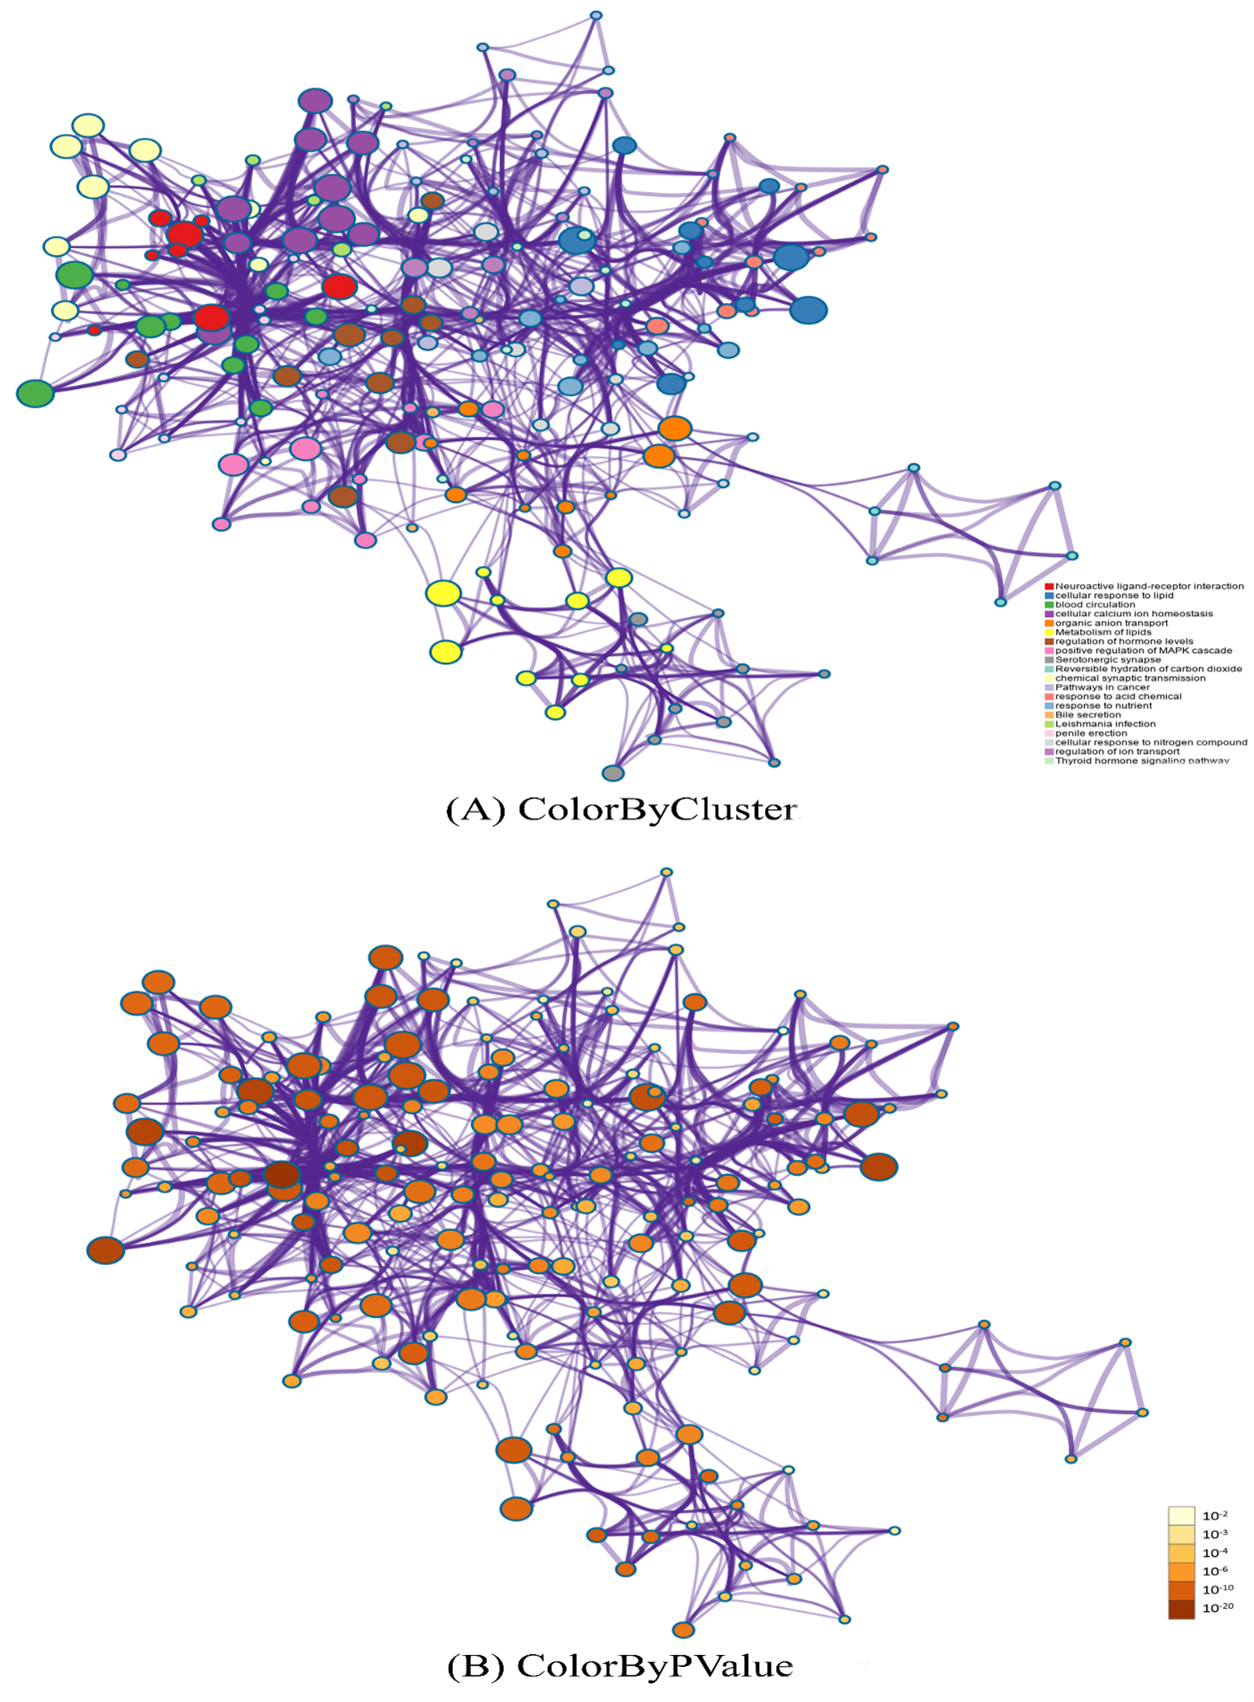 Neuroactive ligand-receptor interaction
cellular response to lipid
blood circulation
cellular calcium ion homeostasis
organic anion transport
Metabolism of lipids
regulation of hormone levels
positive regulation of MAPK cascade
Serotonergic synapse
Reversible hydration of carbon dioxide
chemical synaptic transmission
Pathways in cancer
response to acid chemical
response to nutrient
Bile secretion
Leishmania infection
penile erection
cellular response to nitrogen compound
regulation of ion transport
Thyroid hormone signaling pathway
(A) ColorByCluster
10⁻²
10⁻³
10⁻⁴
10⁻⁶
10⁻¹⁰
10⁻²⁰
(B) ColorByPValue